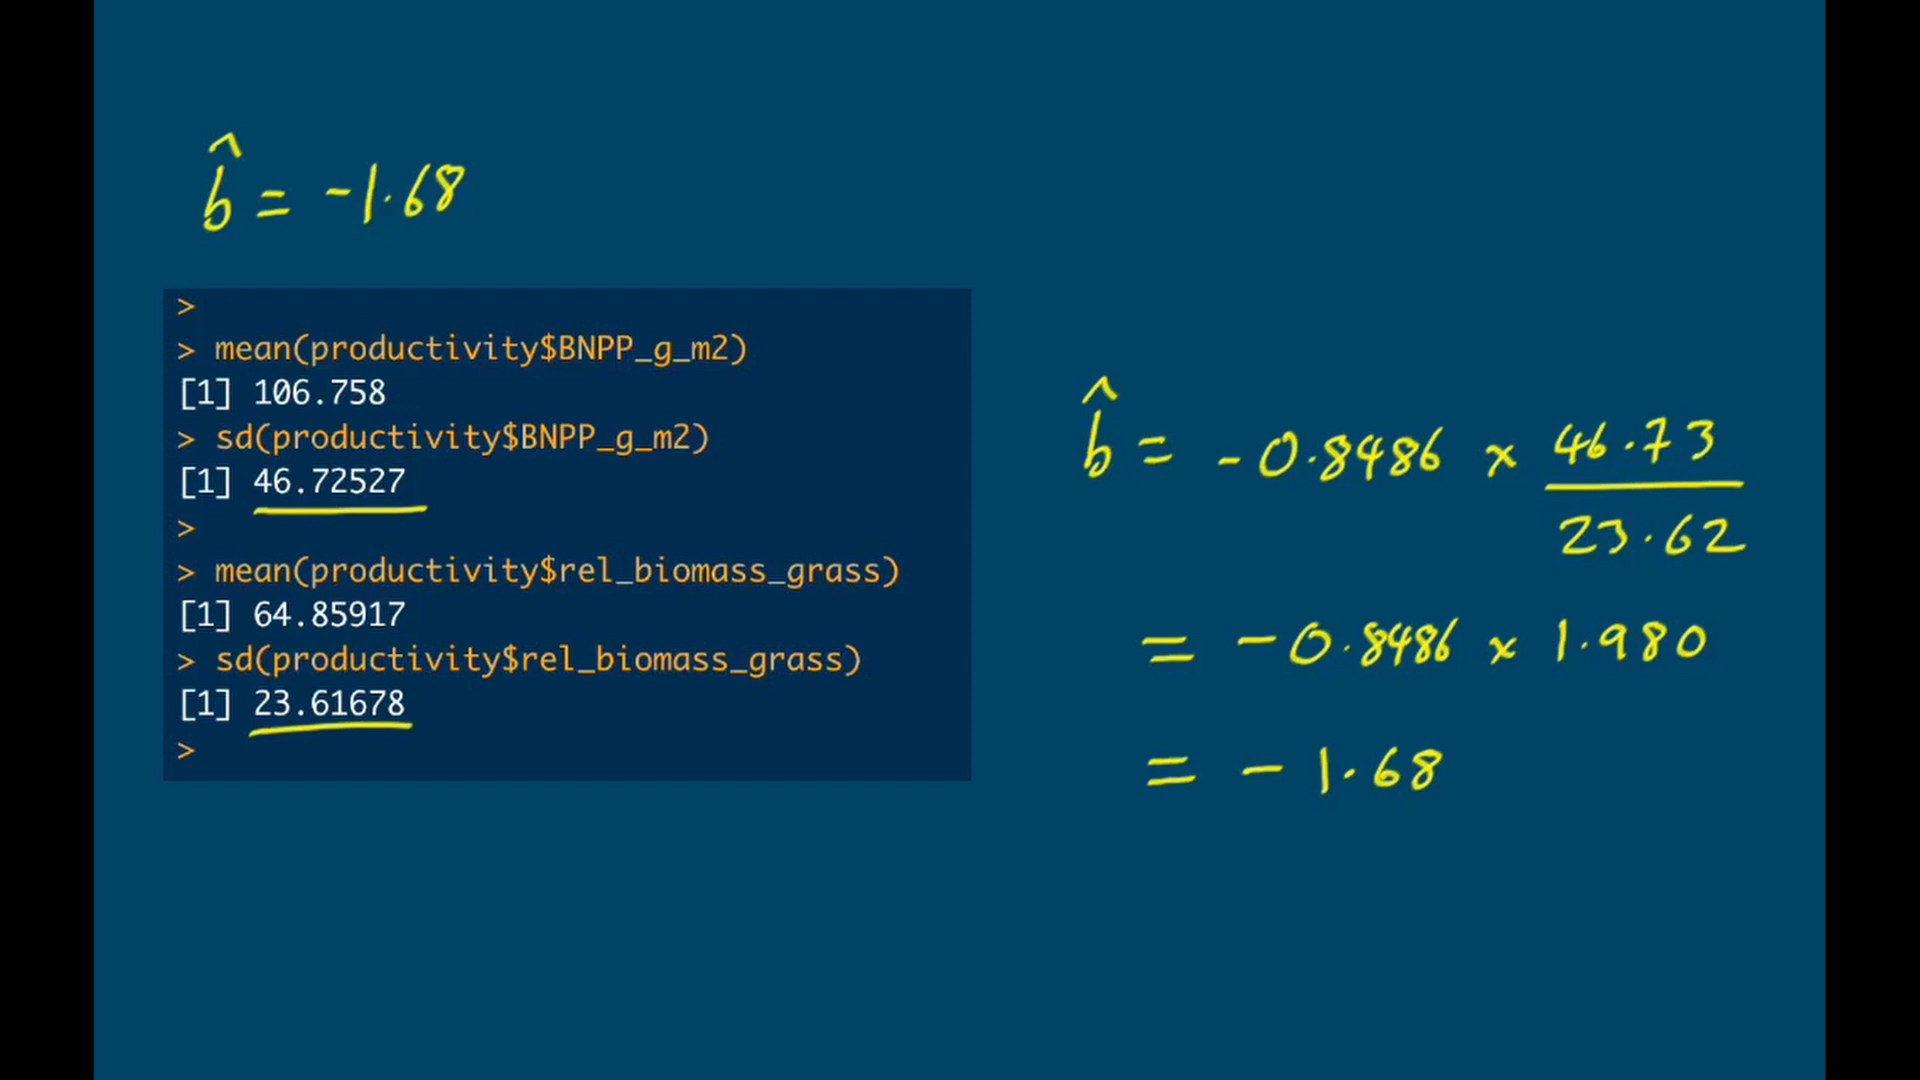 b̂ = -1.68
>
> mean(productivity$BNPP_g_m2)
[1] 106.758
> sd(productivity$BNPP_g_m2)
[1] 46.72527
>
> mean(productivity$rel_biomass_grass)
[1] 64.85917
> sd(productivity$rel_biomass_grass)
[1] 23.61678
>
b̂ = -0.8486 × 46.73
23.62
= -0.8486 × 1.980
= -1.68